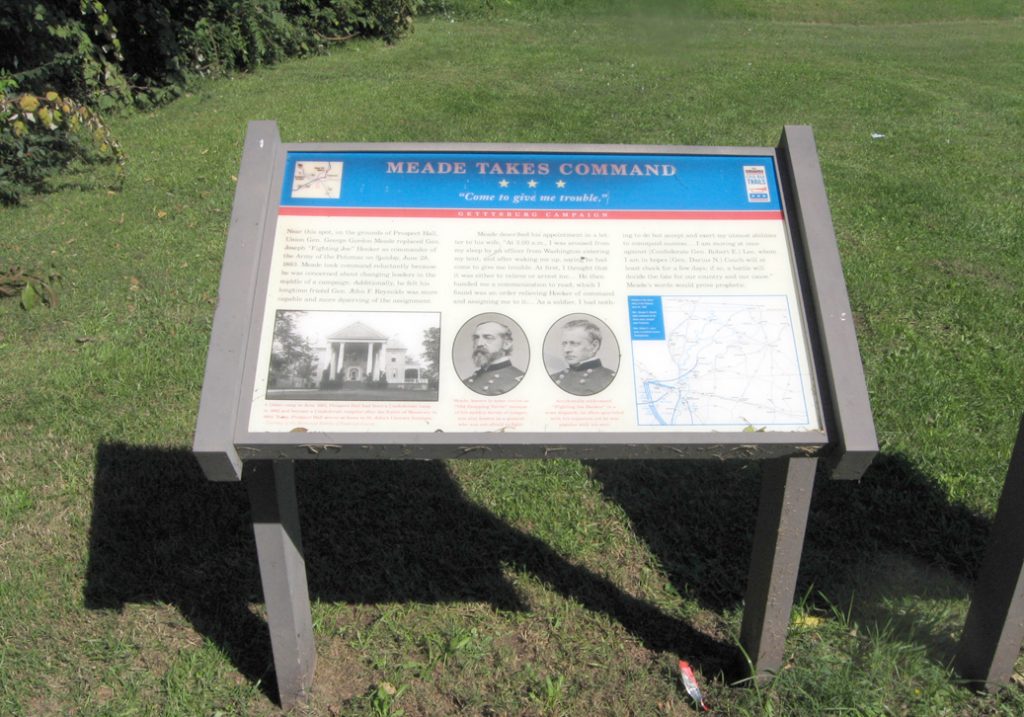 MEADE TAKES COMMAND
"Come to give me trouble."
GETTYSBURG CAMPAIGN
Near this spot, on the grounds of Prospect Hall,
Union Gen. George Gordon Meade replaced Gen.
Joseph "Fighting Joe" Hooker as commander of
the Army of the Potomac on Sunday, June 28,
1863. Meade took command reluctantly because
he was concerned about changing leaders in the
middle of a campaign. Additionally, he felt his
longtime friend Gen. John F. Reynolds was more
capable and more deserving of the assignment.
Meade described his appointment in a let-
ter to his wife, "At 3:00 a.m., I was aroused from
my sleep by an officer from Washington entering
my tent, and after waking me up, saying he had
come to give me trouble. At first, I thought that
it was either to relieve or arrest me… He then
handed me a communication to read; which I
found was an order relieving Hooker of command
and assigning me to it… As a soldier, I had noth-
ing to do but accept and exert my utmost abilities
to command success… I am moving at once
against (Confederate Gen. Robert E.) Lee, whom
I am in hopes (Gen. Darius N.) Couch will at
least check for a few days; if so, a battle will
decide the fate for our country and our cause."
Meade's words would prove prophetic.
TRAILS